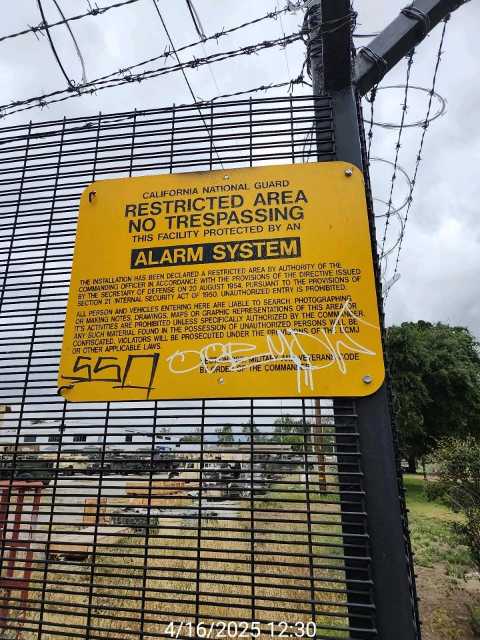 CALIFORNIA NATIONAL GUARD
RESTRICTED AREA
NO TRESPASSING
THIS FACILITY PROTECTED BY AN
ALARM SYSTEM
THE INSTALLATION HAS BEEN DECLARED A RESTRICTED AREA BY AUTHORITY OF THE
COMMANDING OFFICER IN ACCORDANCE WITH THE PROVISIONS OF THE DIRECTIVE ISSUED
BY THE SECRETARY OF DEFENSE ON 20 AUGUST 1954, PURSUANT TO THE PROVISIONS OF
SECTION 21 INTERNAL SECURITY ACT OF 1950. UNAUTHORIZED ENTRY IS PROHIBITED.
ALL PERSON AND VEHICLES ENTERING HERE ARE LIABLE TO SEARCH. PHOTOGRAPHING,
OR MAKING NOTES, DRAWINGS, MAPS OR GRAPHIC REPRESENTATIONS OF THIS AREA OR
IT'S ACTIVITIES ARE PROHIBITED UNLESS SPECIFICALLY AUTHORIZED BY THE COMMANDER.
ANY SUCH MATERIAL FOUND IN THE POSSESSION OF UNAUTHORIZED PERSONS WILL BE
CONFISCATED. VIOLATORS WILL BE PROSECUTED UNDER THE PROVISIONS OF THE UCMJ
OR OTHER APPLICABLE LAWS.
MILITARY AND VETERANS CODE
BY ORDER OF THE COMMANDER
4/16/2025 12:30